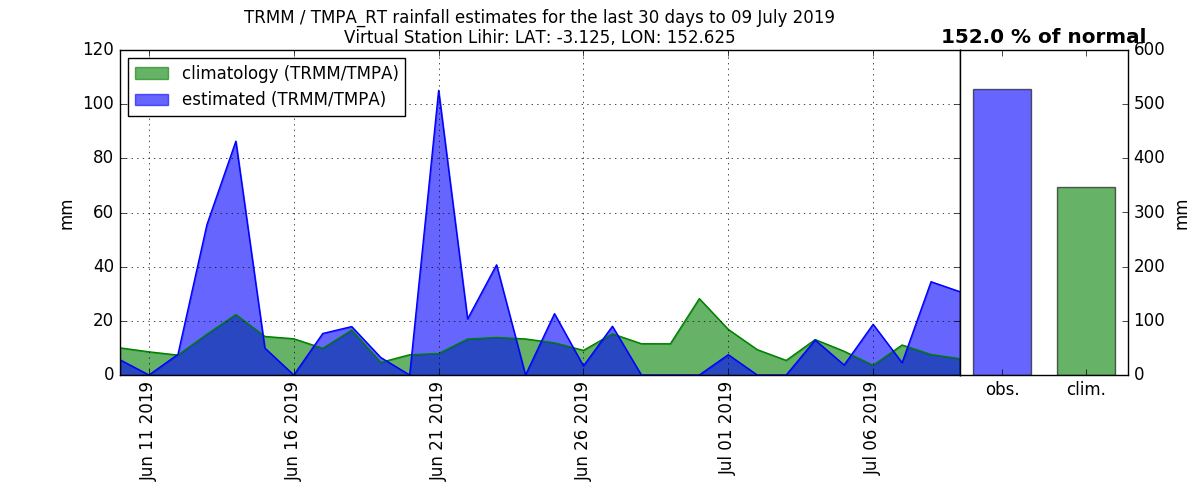 TRMM / TMPA_RT rainfall estimates for the last 30 days to 09 July 2019
Virtual Station Lihir: LAT: -3.125, LON: 152.625
152.0 % of normal
climatology (TRMM/TMPA)
estimated (TRMM/TMPA)
120
100
80
60
40
20
0
mm
Jun 11 2019
Jun 16 2019
Jun 21 2019
Jun 26 2019
Jul 01 2019
Jul 06 2019
600
500
400
300
200
100
0
mm
obs.
clim.